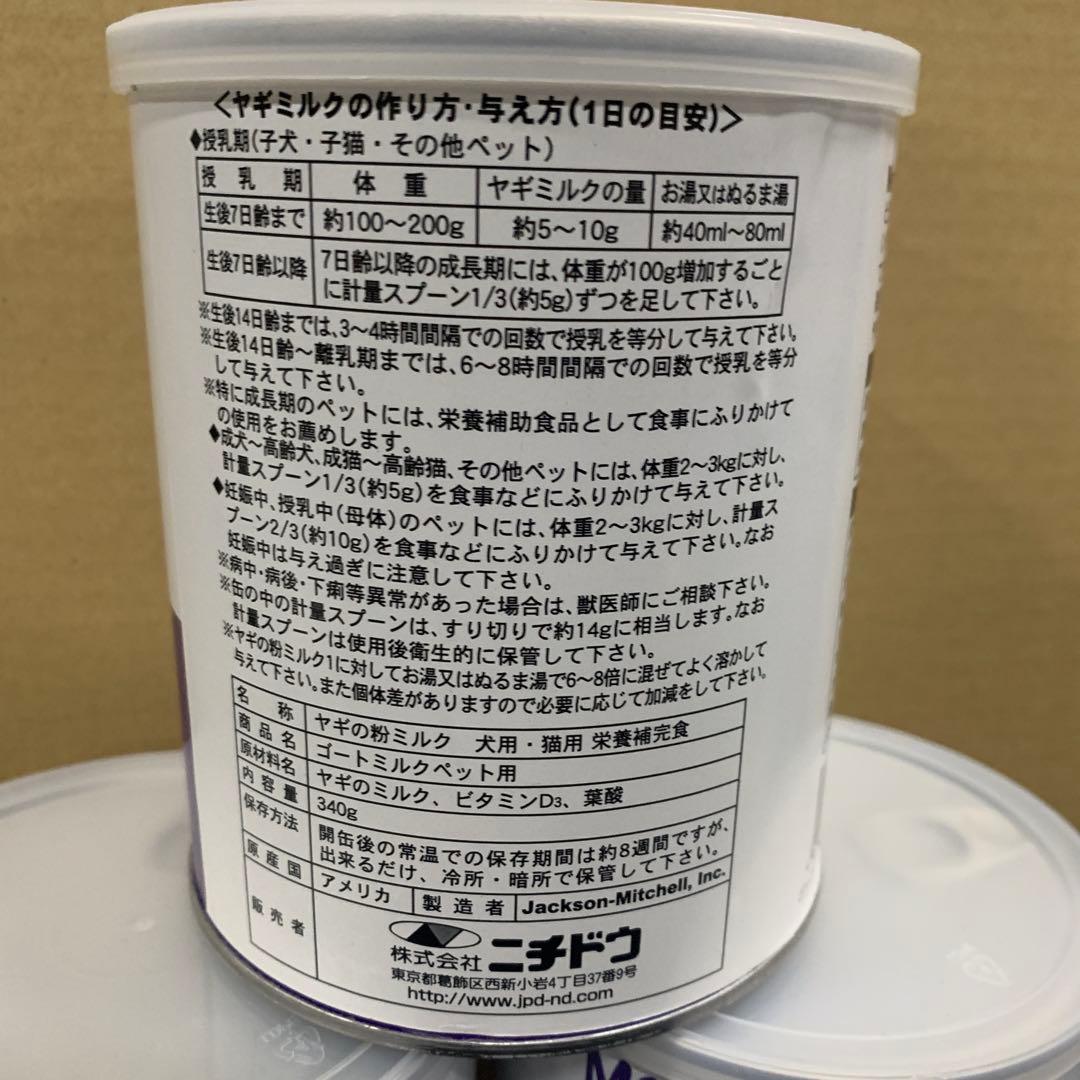 <ヤギミルクの作り方・与え方(1日の目安)>
◆授乳期(子犬・子猫・その他ペット)
授乳期 体重 ヤギミルクの量 お湯又はぬるま湯
生後7日齢まで 約100〜200g 約5〜10g 約40ml〜80ml
生後7日齢以降 7日齢以降の成長期には、体重が100g増加するごと
に計量スプーン1/3(約5g)ずつを足して下さい。
※生後14日齢までは、3〜4時間間隔での回数で授乳を等分して与えて下さい。
※生後14日齢〜離乳期までは、6〜8時間間隔での回数で授乳を等分
して与えて下さい。
※特に成長期のペットには、栄養補助食品として食事にふりかけて
の使用をお薦めします。
◆成犬〜高齢犬、成猫〜高齢猫、その他ペットには、体重2〜3kgに対し、
計量スプーン1/3(約5g)を食事などにふりかけて与えて下さい。
◆妊娠中、授乳中(母体)のペットには、体重2〜3kgに対し、計量ス
プーン2/3(約10g)を食事などにふりかけて与えて下さい。なお
妊娠中は与え過ぎに注意して下さい。
※病中・病後・下痢等異常があった場合は、獣医師にご相談下さい。
※缶の中の計量スプーンは、すり切りで約14gに相当します。なお
計量スプーンは使用後衛生的に保管して下さい。
※ヤギの粉ミルク1に対してお湯又はぬるま湯で6〜8倍に混ぜてよく溶かして
与えて下さい。また個体差がありますので必要に応じて加減をして下さい。
名称 ヤギの粉ミルク 犬用・猫用 栄養補完食
商品名 ゴートミルクペット用
原材料名 ヤギのミルク、ビタミンD3、葉酸
内容量 340g
保存方法 開缶後の常温での保存期間は約8週間ですが、
出来るだけ、冷所・暗所で保管して下さい。
原産国 アメリカ 製造者 Jackson-Mitchell, Inc.
販売者 株式会社ニチドウ
東京都葛飾区西新小岩4丁目37番9号
http://www.jpd-nd.com